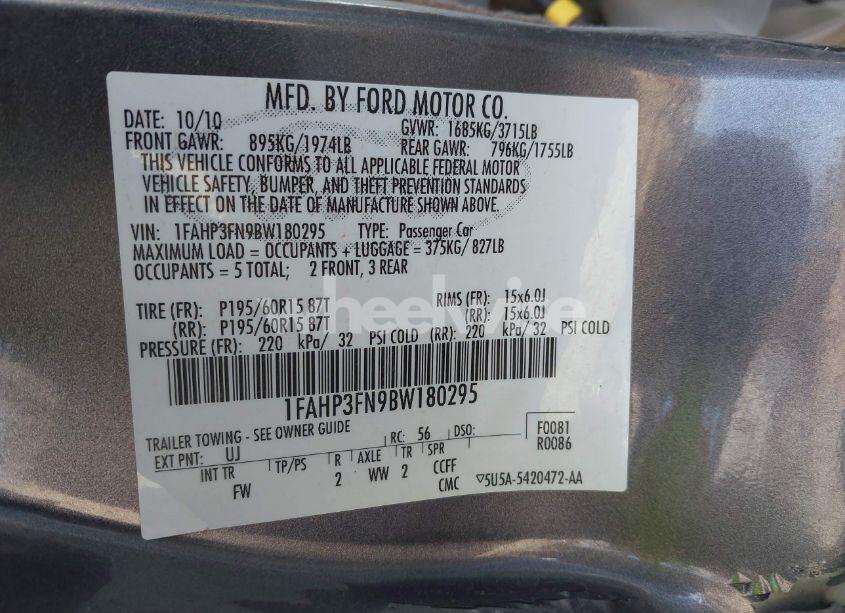 MFD. BY FORD MOTOR CO.
DATE: 10/10 GVWR: 1685KG/3715LB
FRONT GAWR: 895KG/1974LB REAR GAWR: 796KG/1755LB
THIS VEHICLE CONFORMS TO ALL APPLICABLE FEDERAL MOTOR
VEHICLE SAFETY, BUMPER, AND THEFT PREVENTION STANDARDS
IN EFFECT ON THE DATE OF MANUFACTURE SHOWN ABOVE.
VIN: 1FAHP3FN9BW180295 TYPE: Passenger Car
MAXIMUM LOAD = OCCUPANTS + LUGGAGE = 375KG/ 827LB
OCCUPANTS = 5 TOTAL; 2 FRONT, 3 REAR
TIRE (FR): P195/60R15 87T RIMS (FR): 15x6.0J
(RR): P195/60R15 87T (RR): 15x6.0J
PRESSURE (FR): 220 kPa/ 32 PSI COLD (RR): 220 kPa/ 32 PSI COLD
1FAHP3FN9BW180295
TRAILER TOWING - SEE OWNER GUIDE
EXT PNT: UJ RC: 56 DSO: F0081
R0086
INT TR TP/PS R AXLE TR SPR
FW 2 WW 2 CCFF
CMC
▽5U5A-5420472-AA